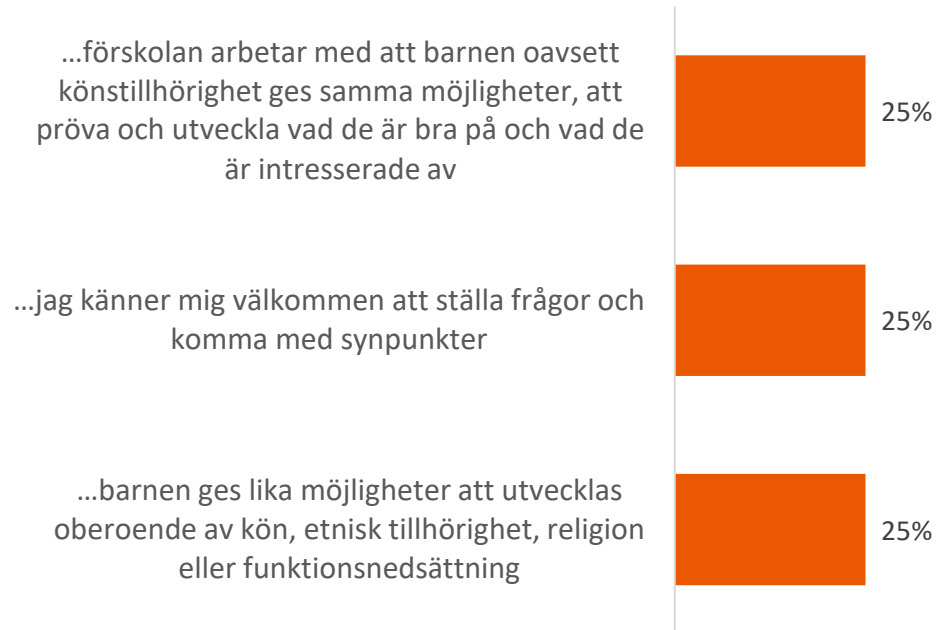 ...förskolan arbetar med att barnen oavsett
könstillhörighet ges samma möjligheter, att
pröva och utveckla vad de är bra på och vad de
är intresserade av
25%
...jag känner mig välkommen att ställa frågor och
komma med synpunkter
25%
...barnen ges lika möjligheter att utvecklas
oberoende av kön, etnisk tillhörighet, religion
eller funktionsnedsättning
25%